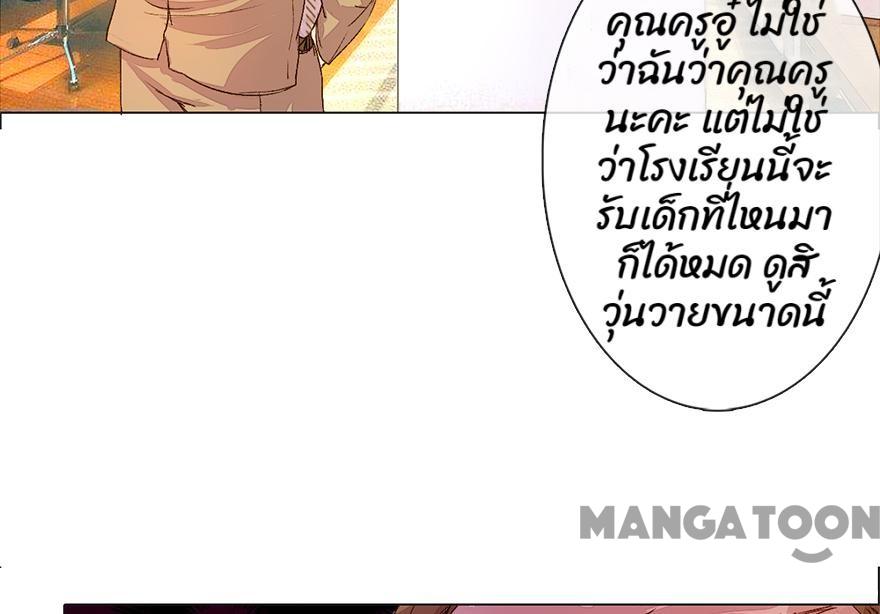 คุณครูอู๋ ไม่ใช่
ว่าฉันว่าคุณครู
นะคะ แต่ไม่ใช่
ว่าโรงเรียนนี้จะ
รับเด็กที่ไหนมา
ก็ได้หมด ดูสิ
วุ่นวายขนาดนี้
MANGATOON